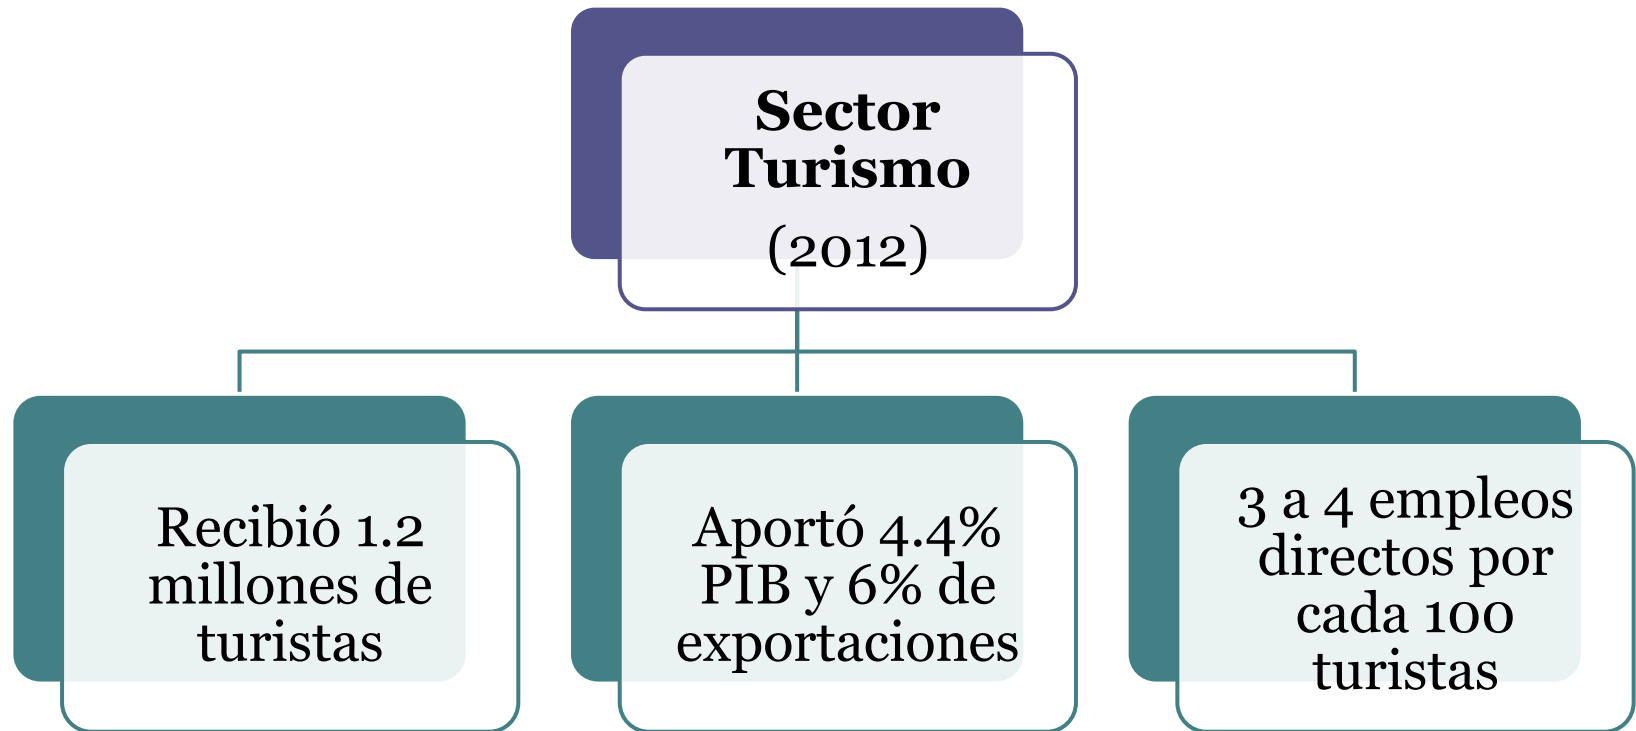 Sector
Turismo
(2012)
Recibió 1.2
millones de
turistas
Aportó 4.4%
PIB y 6% de
exportaciones
3 a 4 empleos
directos por
cada 100
turistas